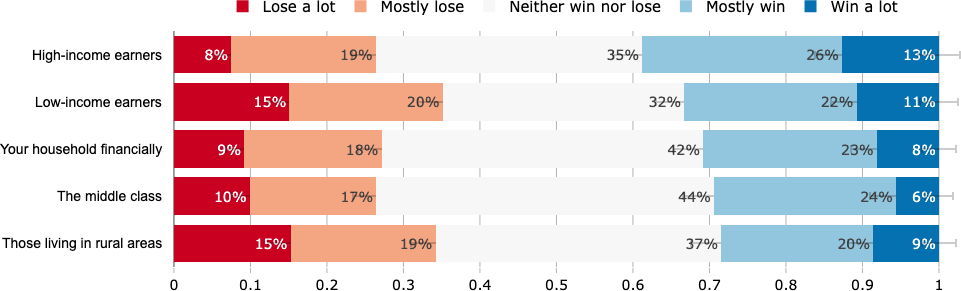 Lose a lot Mostly lose Neither win nor lose Mostly win Win a lot
High-income earners 8% 19% 35% 26% 13%
Low-income earners 15% 20% 32% 22% 11%
Your household financially 9% 18% 42% 23% 8%
The middle class 10% 17% 44% 24% 6%
Those living in rural areas 15% 19% 37% 20% 9%
0 0.1 0.2 0.3 0.4 0.5 0.6 0.7 0.8 0.9 1